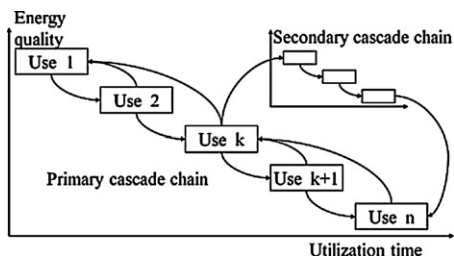 Energy
quality
Secondary cascade chain
Use 1
Use 2
Use k
Primary cascade chain
Use k+1
Use n
Utilization time